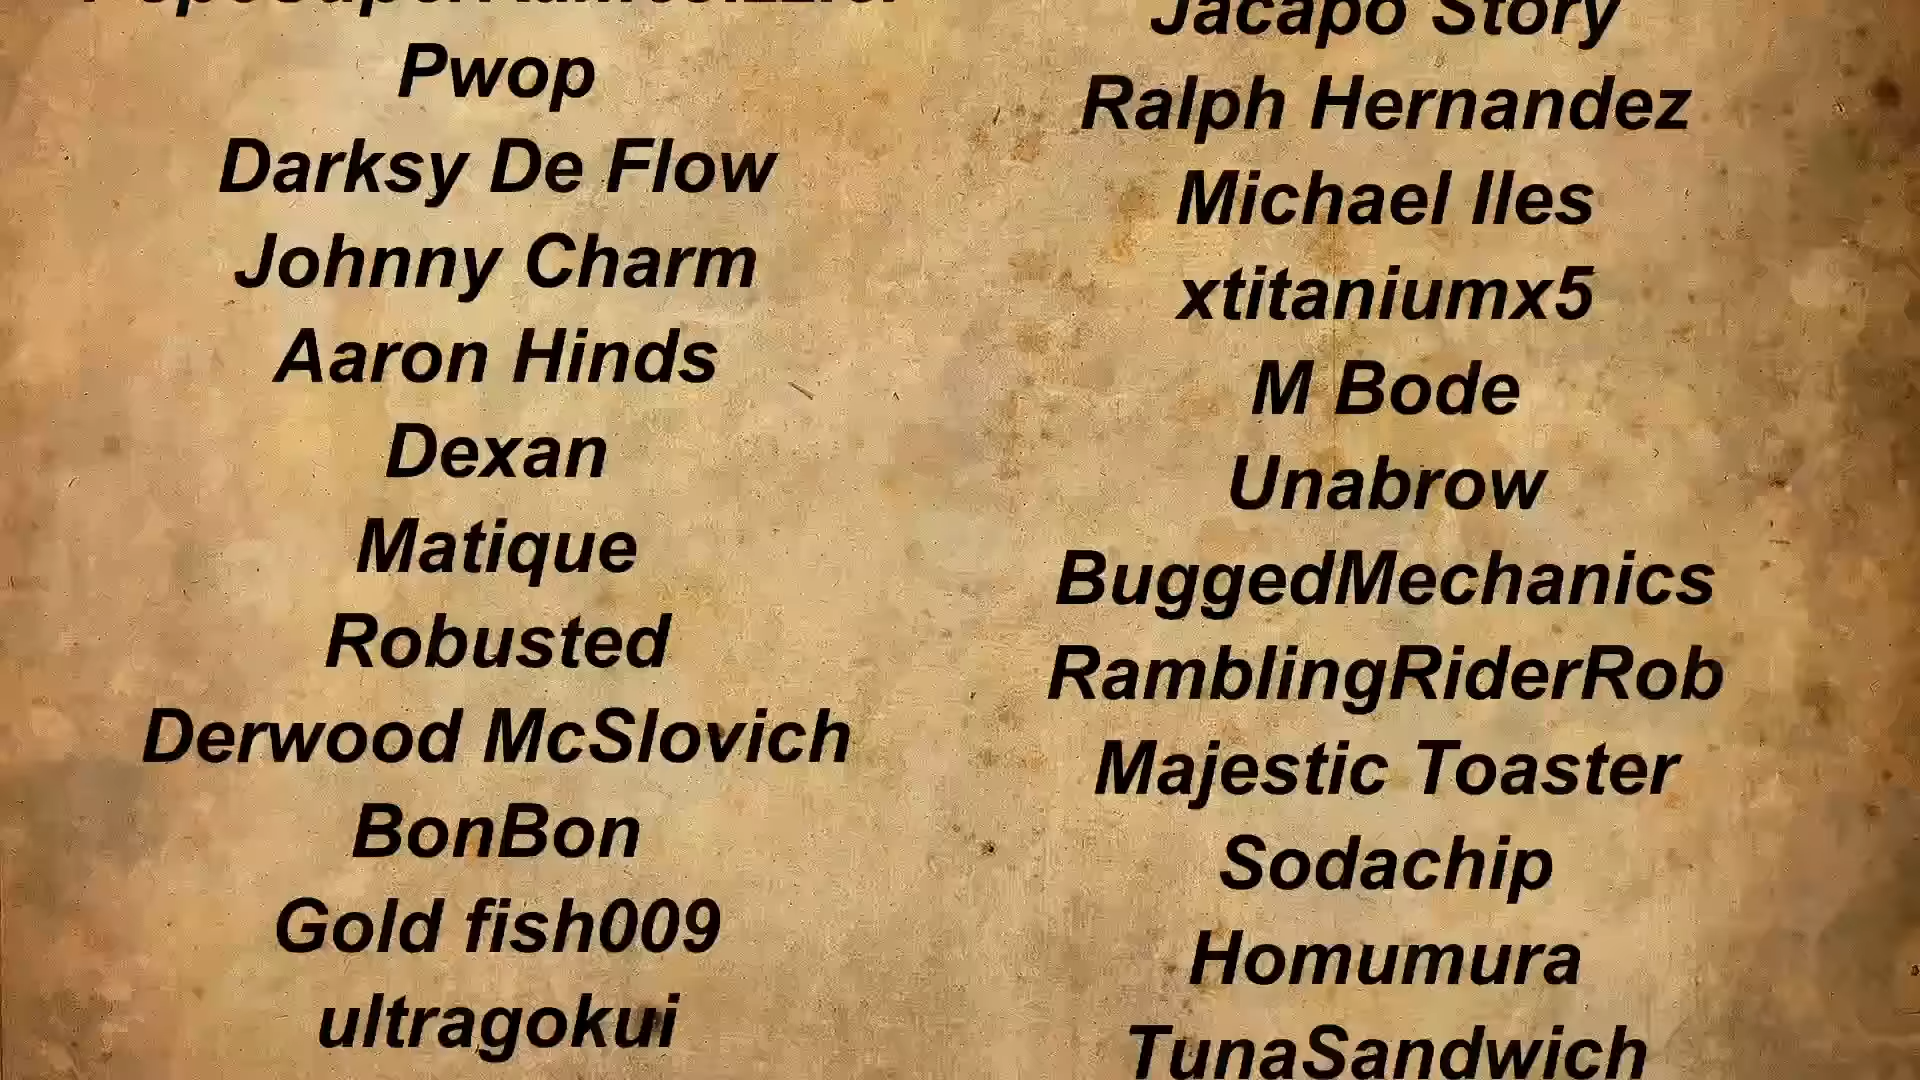 Pwop
Darksy De Flow
Johnny Charm
Aaron Hinds
Dexan
Matique
Robusted
Derwood McSlovich
BonBon
Gold fish009
ultragokui
Jacapo Story
Ralph Hernandez
Michael Iles
xtitaniumx5
M Bode
Unabrow
BuggedMechanics
RamblingRiderRob
Majestic Toaster
Sodachip
Homumura
TunaSandwich